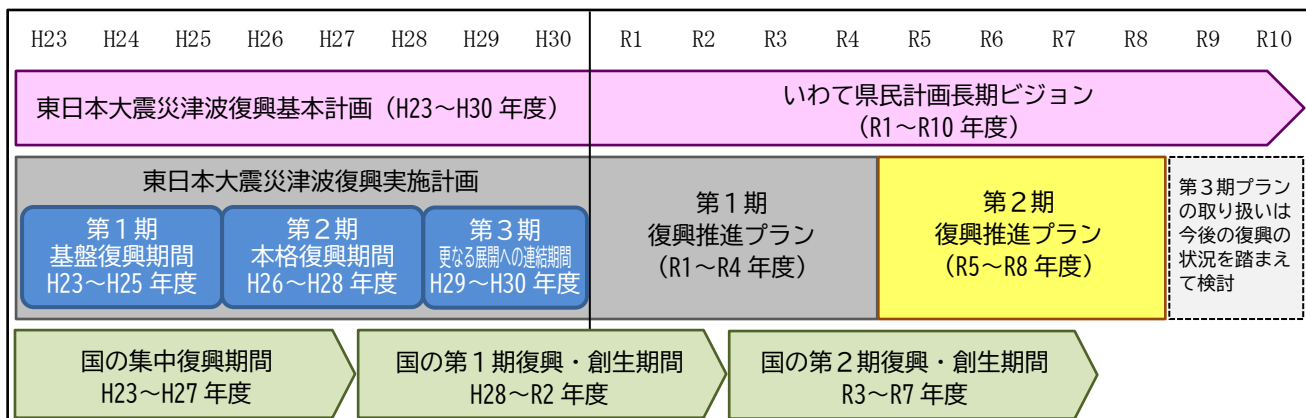 H23 H24 H25 H26 H27 H28 H29 H30 R1 R2 R3 R4 R5 R6 R7 R8 R9 R10
東日本大震災津波復興基本計画（H23～H30 年度）
いわて県民計画長期ビジョン
（R1～R10 年度）
東日本大震災津波復興実施計画
第１期
基盤復興期間
H23～H25 年度
第２期
本格復興期間
H26～H28 年度
第３期
更なる展開への連結期間
H29～H30 年度
第１期
復興推進プラン
（R1～R4 年度）
第２期
復興推進プラン
（R5～R8 年度）
第３期プラン
の取り扱いは
今後の復興の
状況を踏まえ
て検討
国の集中復興期間
H23～H27 年度
国の第１期復興・創生期間
H28～R2 年度
国の第２期復興・創生期間
R3～R7 年度